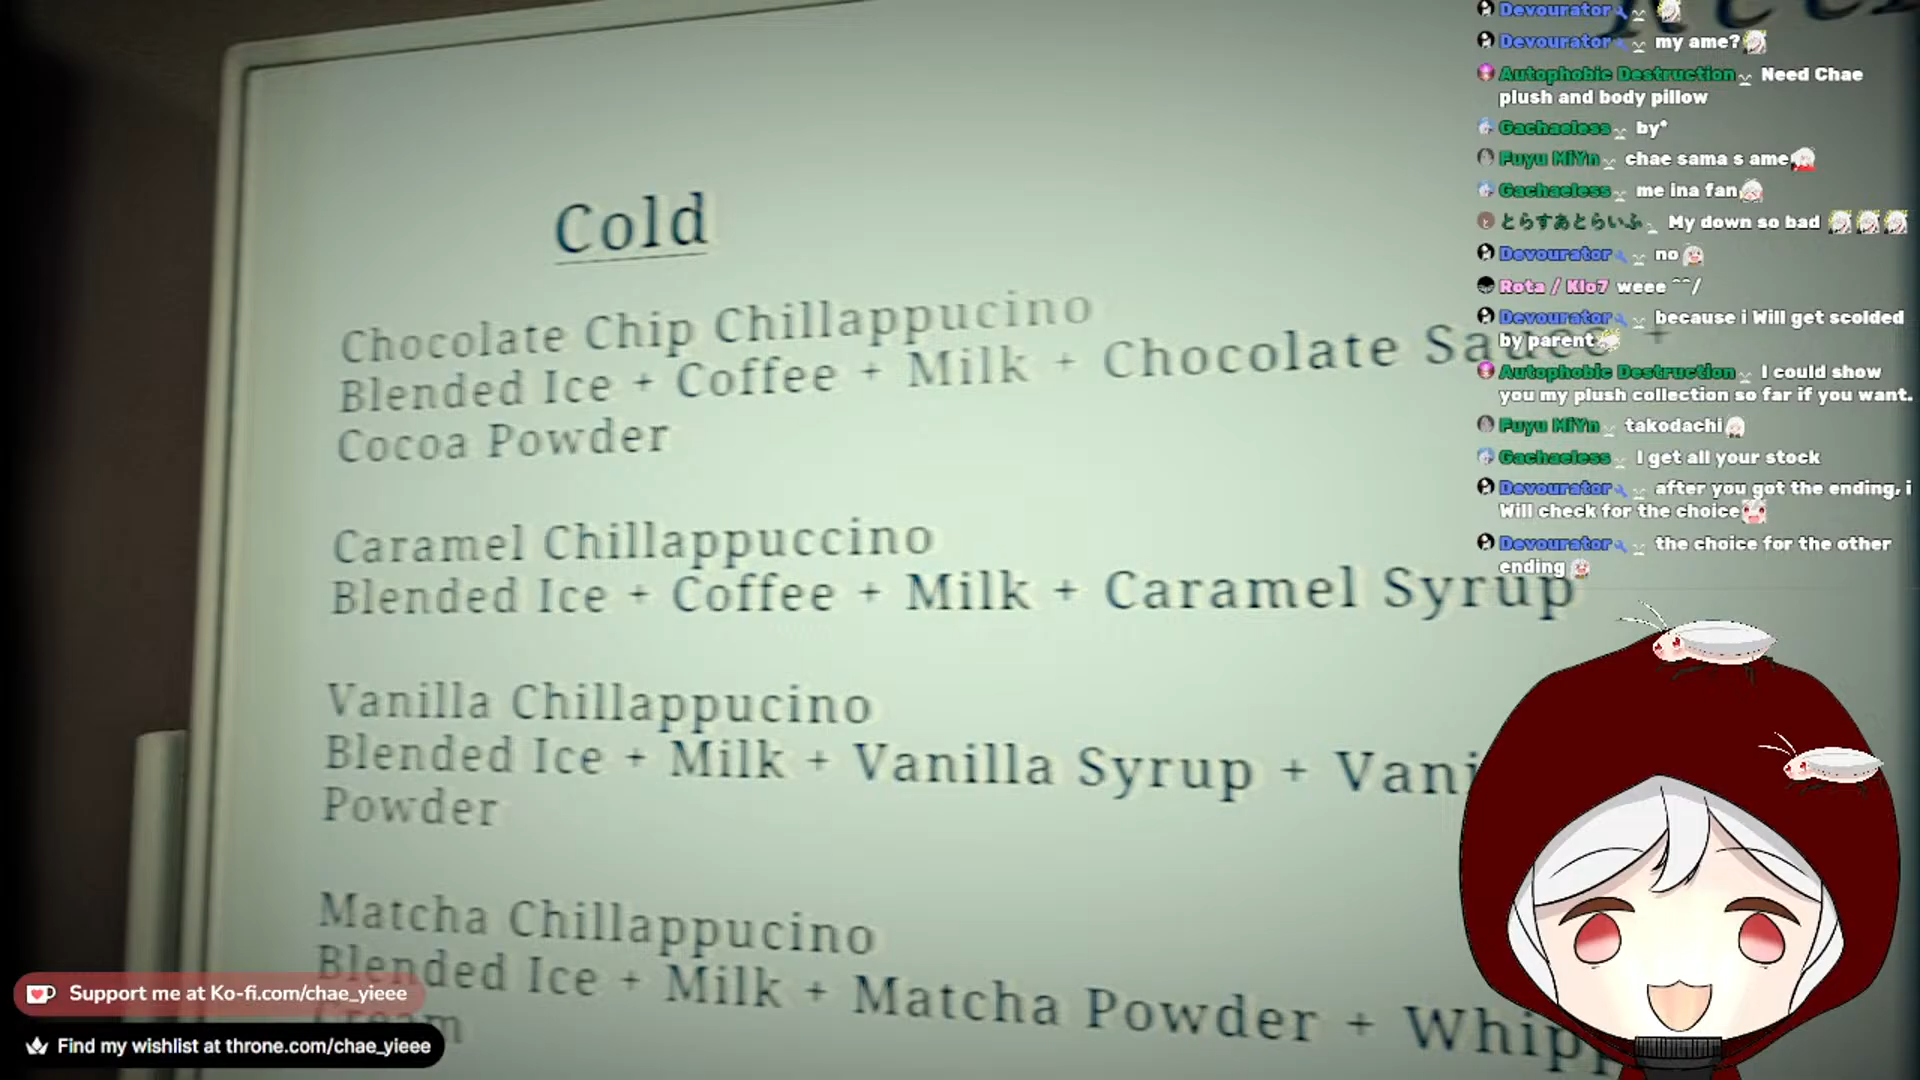 Cold
Chocolate Chip Chillappucino
Blended Ice + Coffee + Milk + Chocolate Sauce +
Cocoa Powder
Caramel Chillappuccino
Blended Ice + Coffee + Milk + Caramel Syrup
Vanilla Chillappucino
Blended Ice + Milk + Vanilla Syrup + Vani
Powder
Matcha Chillappucino
Blended Ice + Milk + Matcha Powder + Whipp
Cream
Devourator
Devourator my ame?
Autophobic Destruction Need Chae
plush and body pillow
Gachaeless by*
Fuyu MiYn chae sama s ame
Gachaeless me ina fan
とらすあとらいふ My down so bad
Devourator no
Rota / Klo7 weee ^^/
Devourator because i Will get scolded
by parent
Autophobic Destruction I could show
you my plush collection so far if you want.
Fuyu MiYn takodachi
Gachaeless I get all your stock
Devourator after you got the ending, i
Will check for the choice
Devourator the choice for the other
ending
Support me at Ko-fi.com/chae_yieee
Find my wishlist at throne.com/chae_yieee